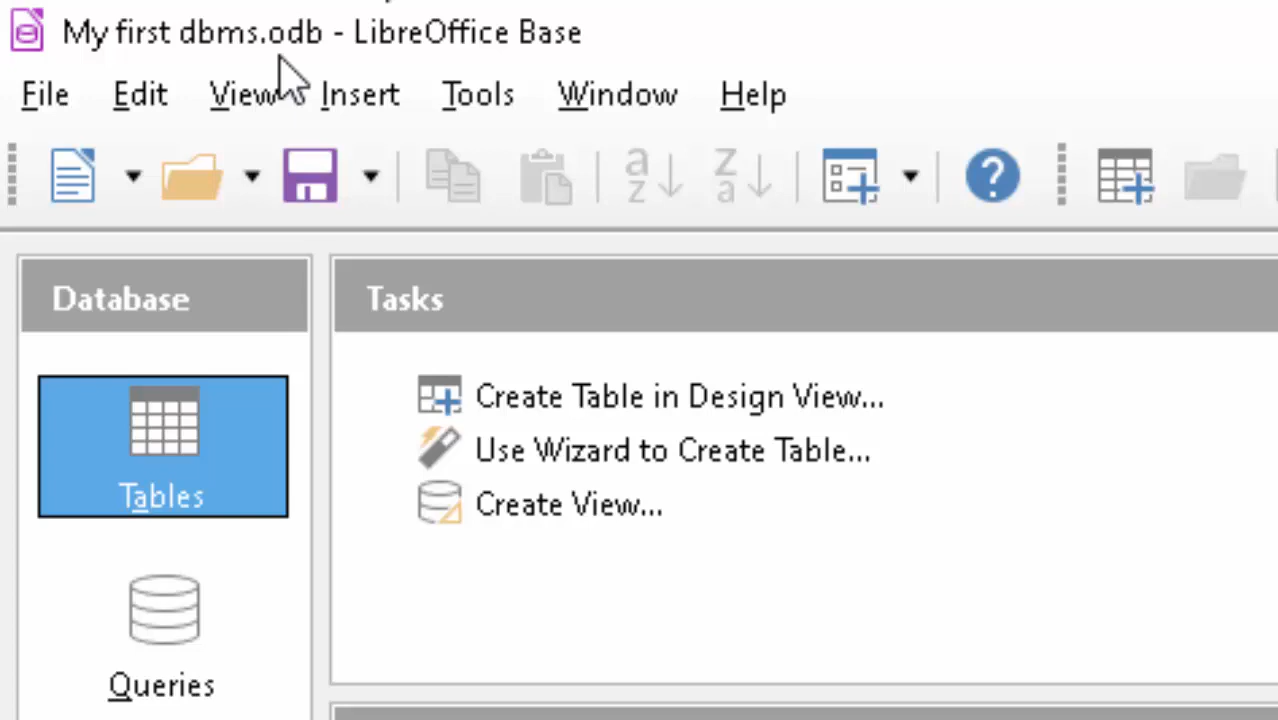 My first dbms.odb - LibreOffice Base
File Edit View Insert Tools Window Help
Database
Tasks
Create Table in Design View...
Use Wizard to Create Table...
Create View...
Tables
Queries